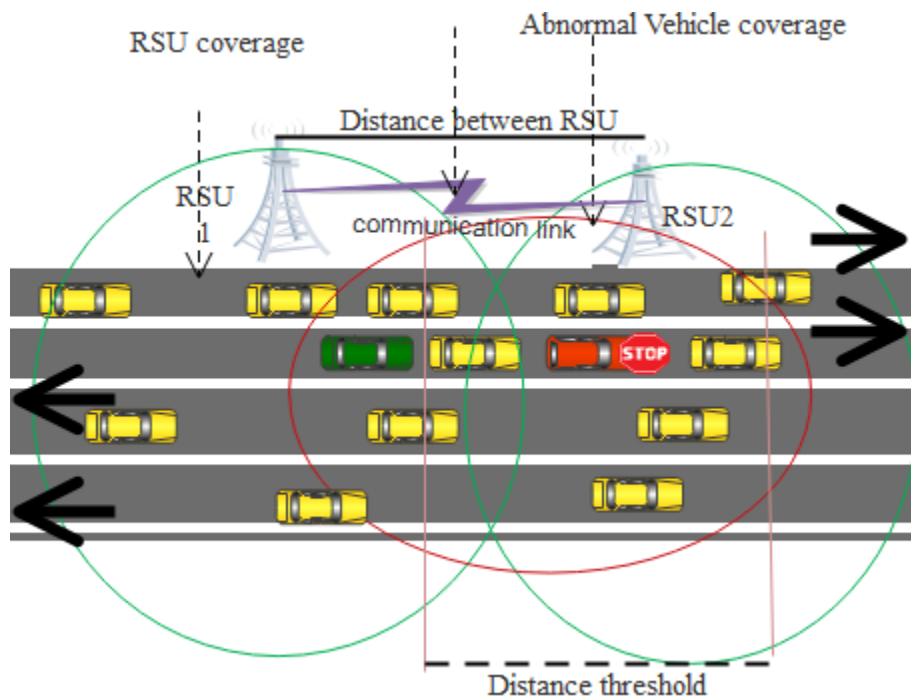 RSU coverage
Abnormal Vehicle coverage
Distance between RSU
RSU
1
RSU2
communication link
STOP
Distance threshold